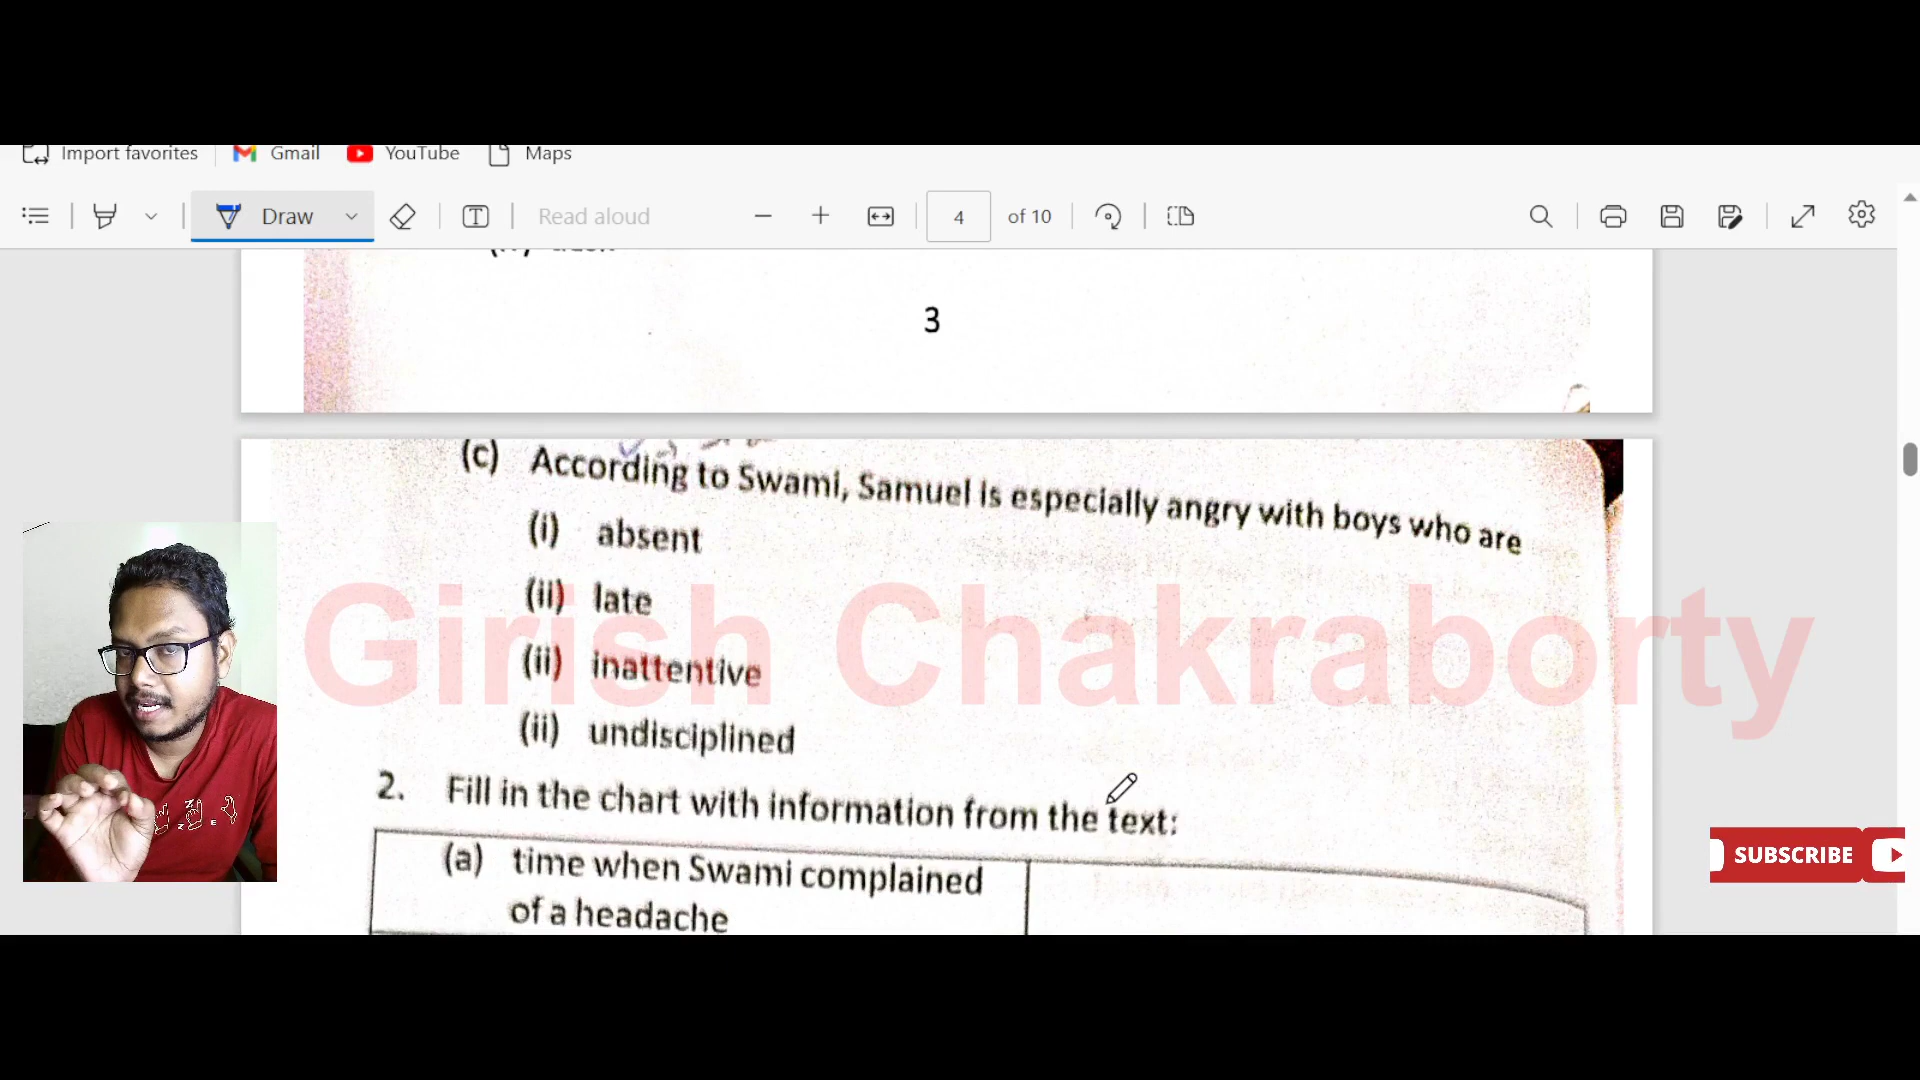 Import favorites Gmail YouTube Maps
Draw Read aloud 4 of 10
3
(c) According to Swami, Samuel is especially angry with boys who are
(i) absent
(ii) late
(ii) inattentive
(ii) undisciplined
Girish Chakraborty
2. Fill in the chart with information from the text:
(a) time when Swami complained
of a headache
SUBSCRIBE